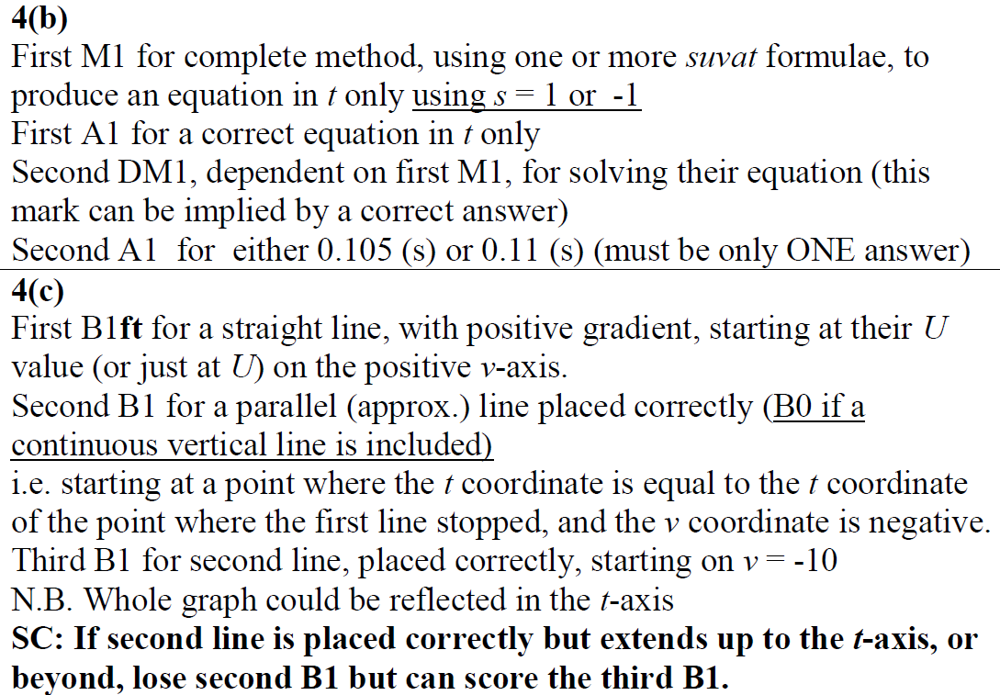 4(b)
First M1 for complete method, using one or more suvat formulae, to
produce an equation in t only using s = 1 or -1
First A1 for a correct equation in t only
Second DM1, dependent on first M1, for solving their equation (this
mark can be implied by a correct answer)
Second A1 for either 0.105 (s) or 0.11 (s) (must be only ONE answer)
4(c)
First B1ft for a straight line, with positive gradient, starting at their U
value (or just at U) on the positive v-axis.
Second B1 for a parallel (approx.) line placed correctly (B0 if a
continuous vertical line is included)
i.e. starting at a point where the t coordinate is equal to the t coordinate
of the point where the first line stopped, and the v coordinate is negative.
Third B1 for second line, placed correctly, starting on v = -10
N.B. Whole graph could be reflected in the t-axis
SC: If second line is placed correctly but extends up to the t-axis, or
beyond, lose second B1 but can score the third B1.